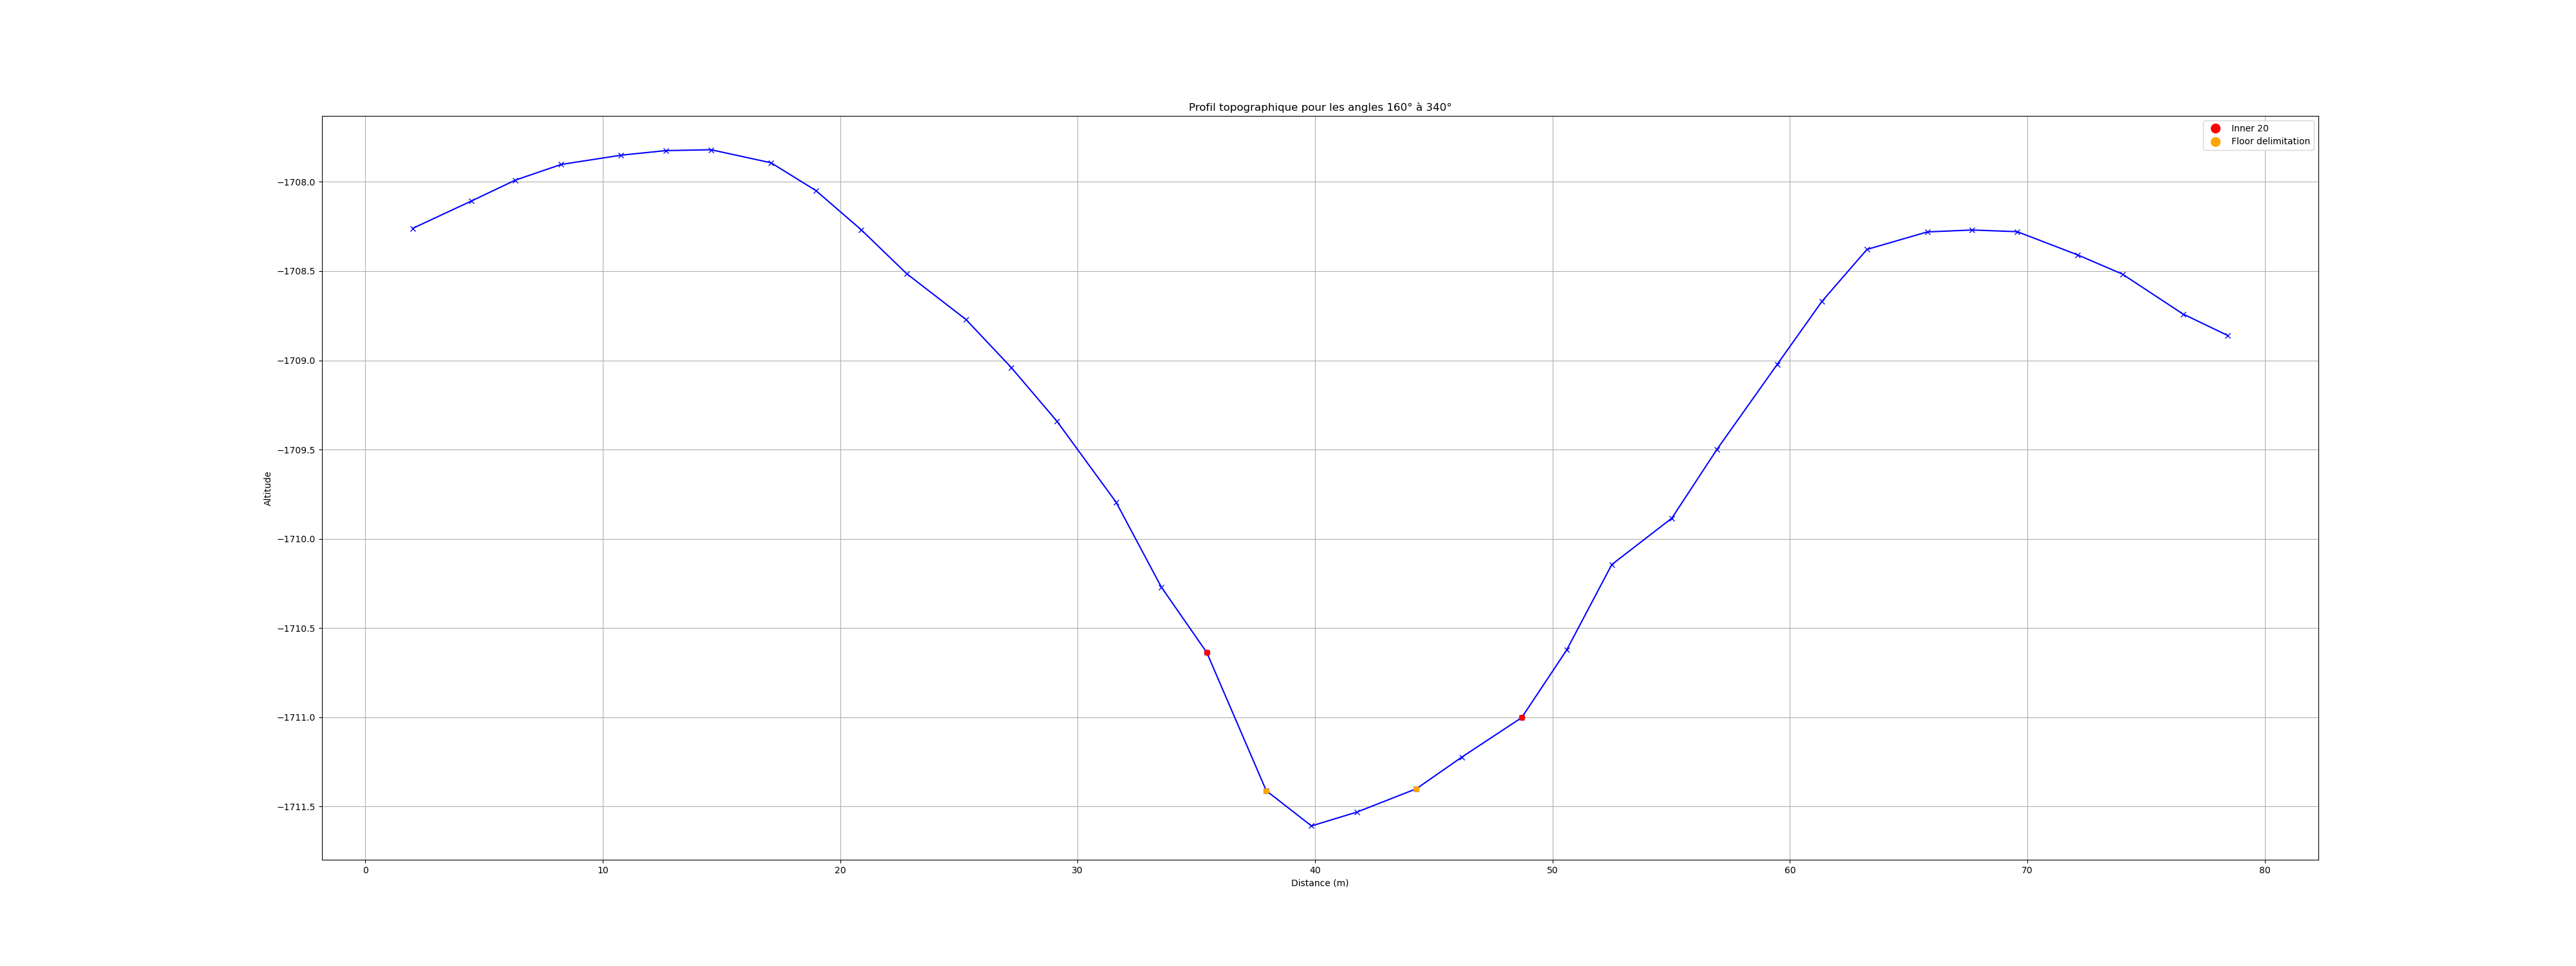 Profil topographique pour les angles 160° à 340°
Inner 20
Floor delimitation
Altitude
−1708.0
−1708.5
−1709.0
−1709.5
−1710.0
−1710.5
−1711.0
−1711.5
0 10 20 30 40 50 60 70 80
Distance (m)